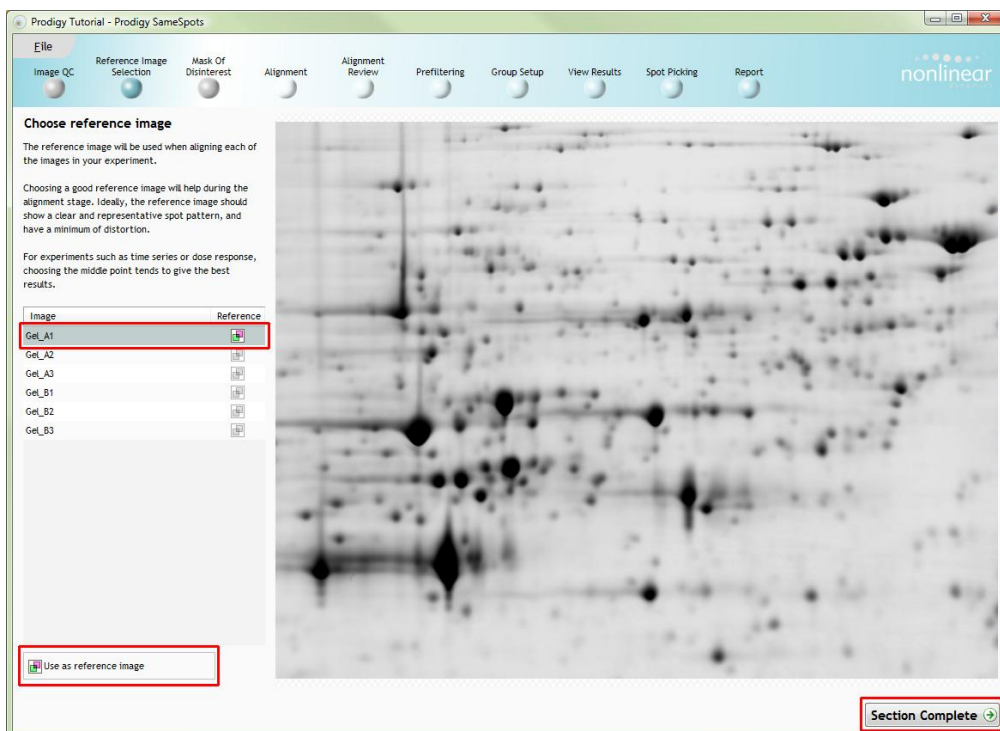 Prodigy Tutorial - Prodigy SameSpots
File
Image QC
Reference Image
Selection
Mask Of
Disinterest
Alignment
Alignment
Review
Prefiltering
Group Setup
View Results
Spot Picking
Report
nonlinear
Choose reference image
The reference image will be used when aligning each of
the images in your experiment.
Choosing a good reference image will help during the
alignment stage. Ideally, the reference image should
show a clear and representative spot pattern, and
have a minimum of distortion.
For experiments such as time series or dose response,
choosing the middle point tends to give the best
results.
Image Reference
Gel_A1
Gel_A2
Gel_A3
Gel_B1
Gel_B2
Gel_B3
Use as reference image
Section Complete